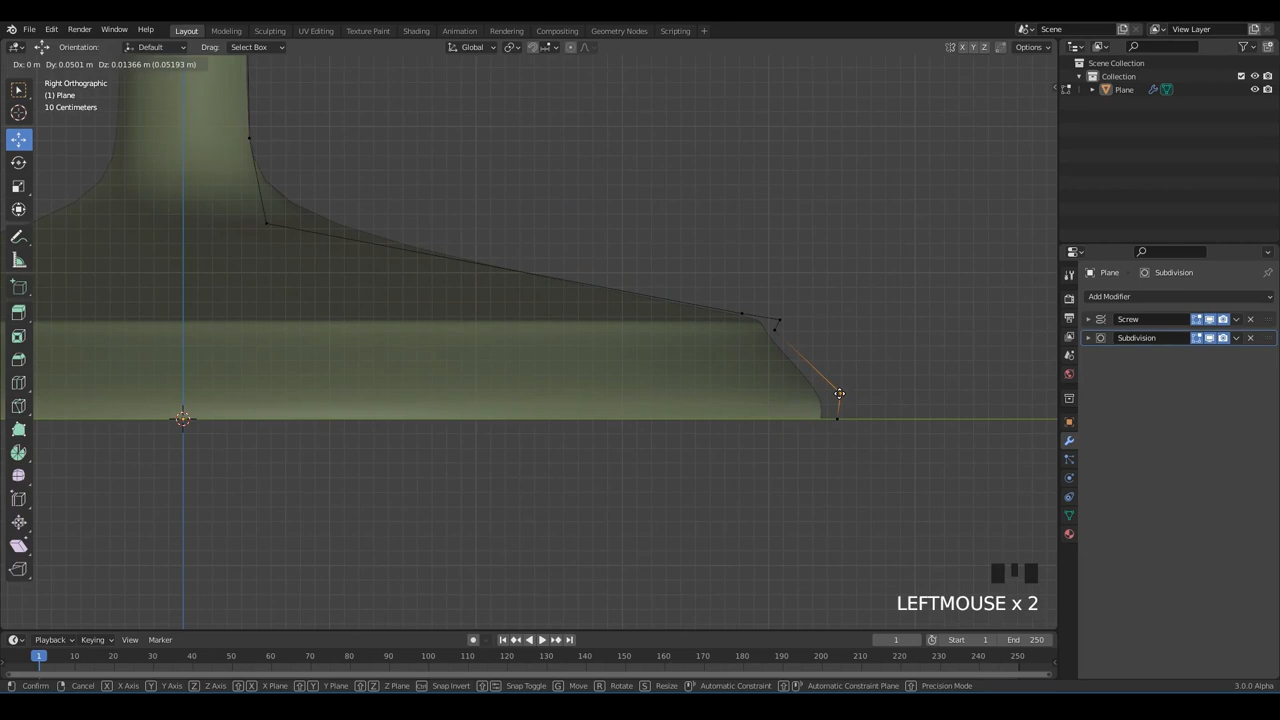 File Edit Render Window Help Layout Modeling Sculpting UV Editing Texture Paint Shading Animation Rendering Compositing Geometry Nodes Scripting + Scene View Layer
Orientation: Default Drag: Select Box Global X Y Z Options
Dx: 0 m Dy: 0.0501 m Dz: 0.01366 m (0.05193 m)
Right Orthographic
(1) Plane
10 Centimeters
Scene Collection
Collection
Plane
Plane Subdivision
Add Modifier
Screw
Subdivision
LEFTMOUSE x 2
Playback Keying View Marker 1 Start 1 End 250
1 10 20 30 40 50 60 70 80 90 100 110 120 130 140 150 160 170 180 190 200 210 220 230 240 250
Confirm Cancel X X Axis Y Y Axis Z Z Axis X X Plane Y Y Plane Z Z Plane Ctrl Snap Invert Snap Toggle G Move R Rotate S Resize Automatic Constraint Automatic Constraint Plane Precision Mode 3.0.0 Alpha